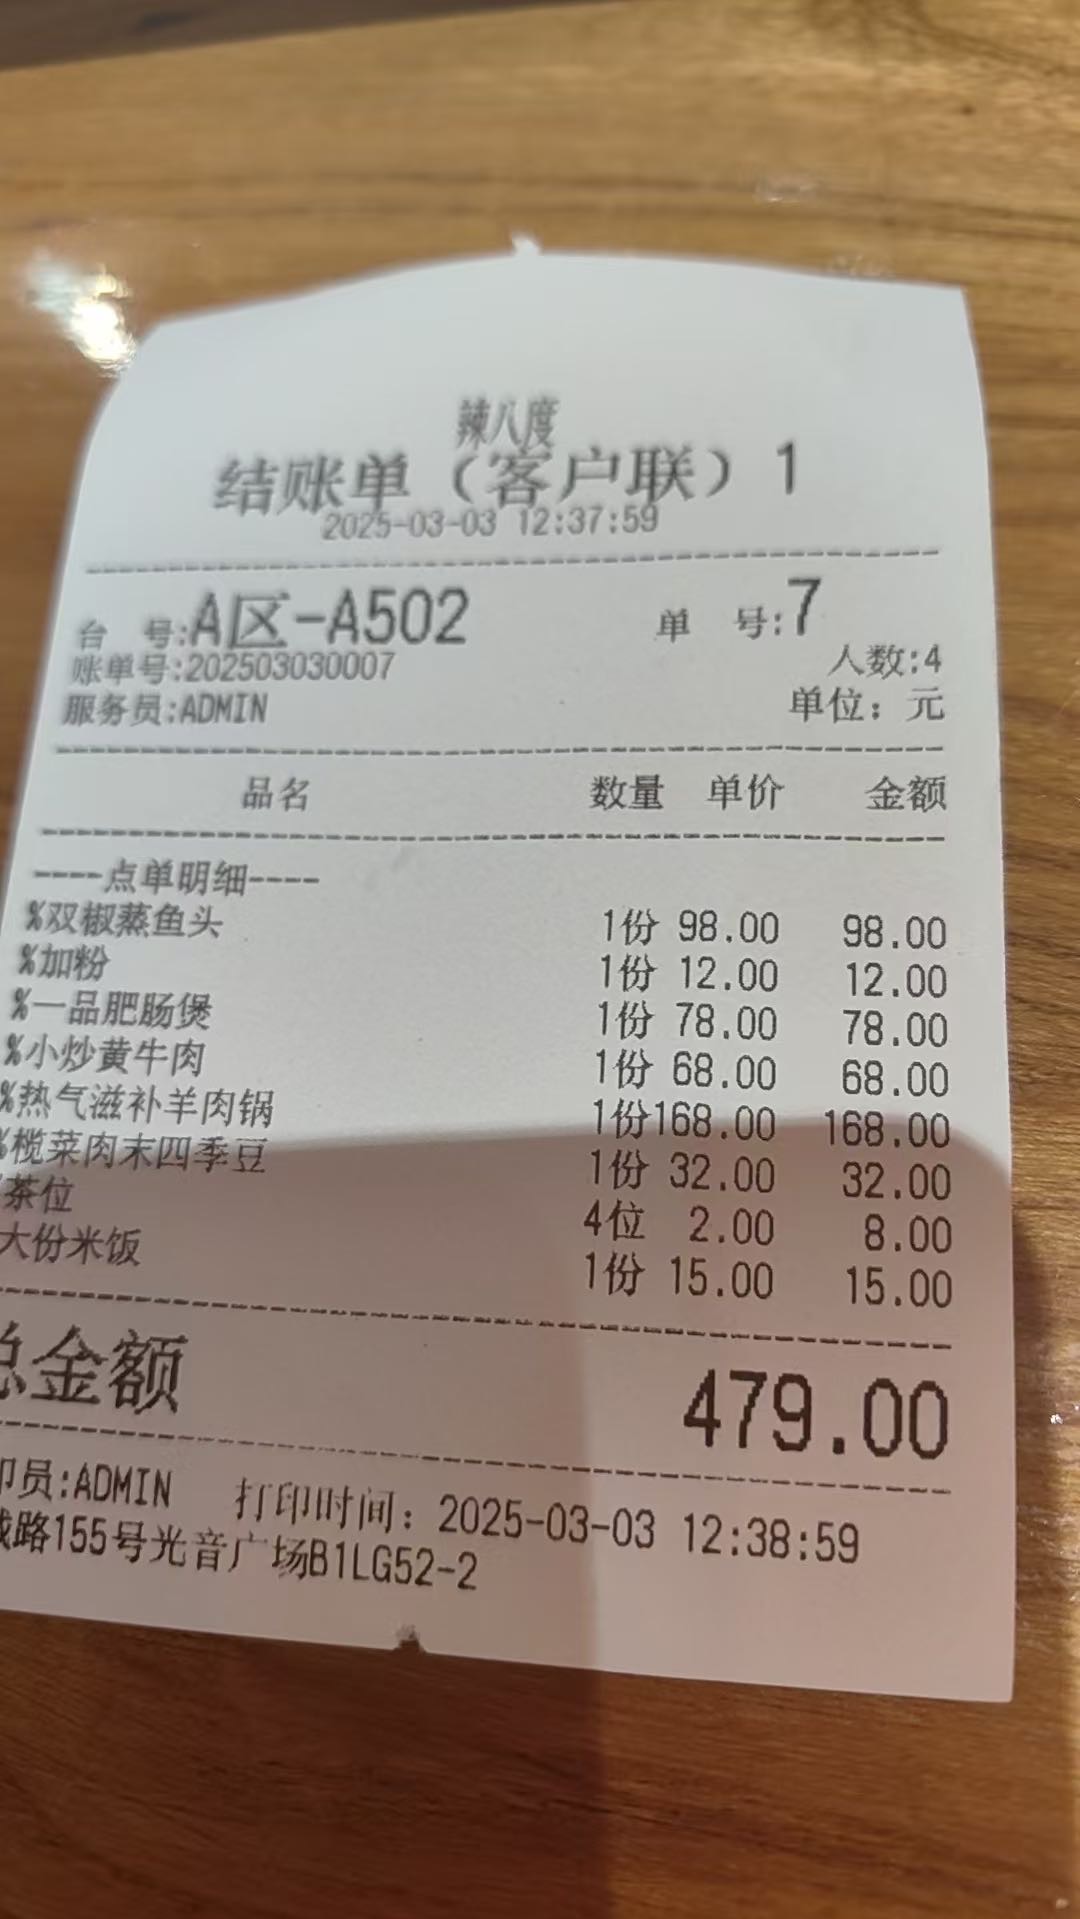 辣八度
结账单（客户联）1
2025-03-03 12:37:59
台 号:A区-A502 单 号:7
账单号:202503030007 人数:4
服务员:ADMIN 单位：元
品名 数量 单价 金额
----点单明细----
%双椒蒸鱼头 1份 98.00 98.00
%加粉 1份 12.00 12.00
%一品肥肠煲 1份 78.00 78.00
%小炒黄牛肉 1份 68.00 68.00
%热气滋补羊肉锅 1份168.00 168.00
%榄菜肉末四季豆 1份 32.00 32.00
茶位 4位 2.00 8.00
大份米饭 1份 15.00 15.00
总金额 479.00
印员:ADMIN 打印时间：2025-03-03 12:38:59
路155号光音广场B1LG52-2